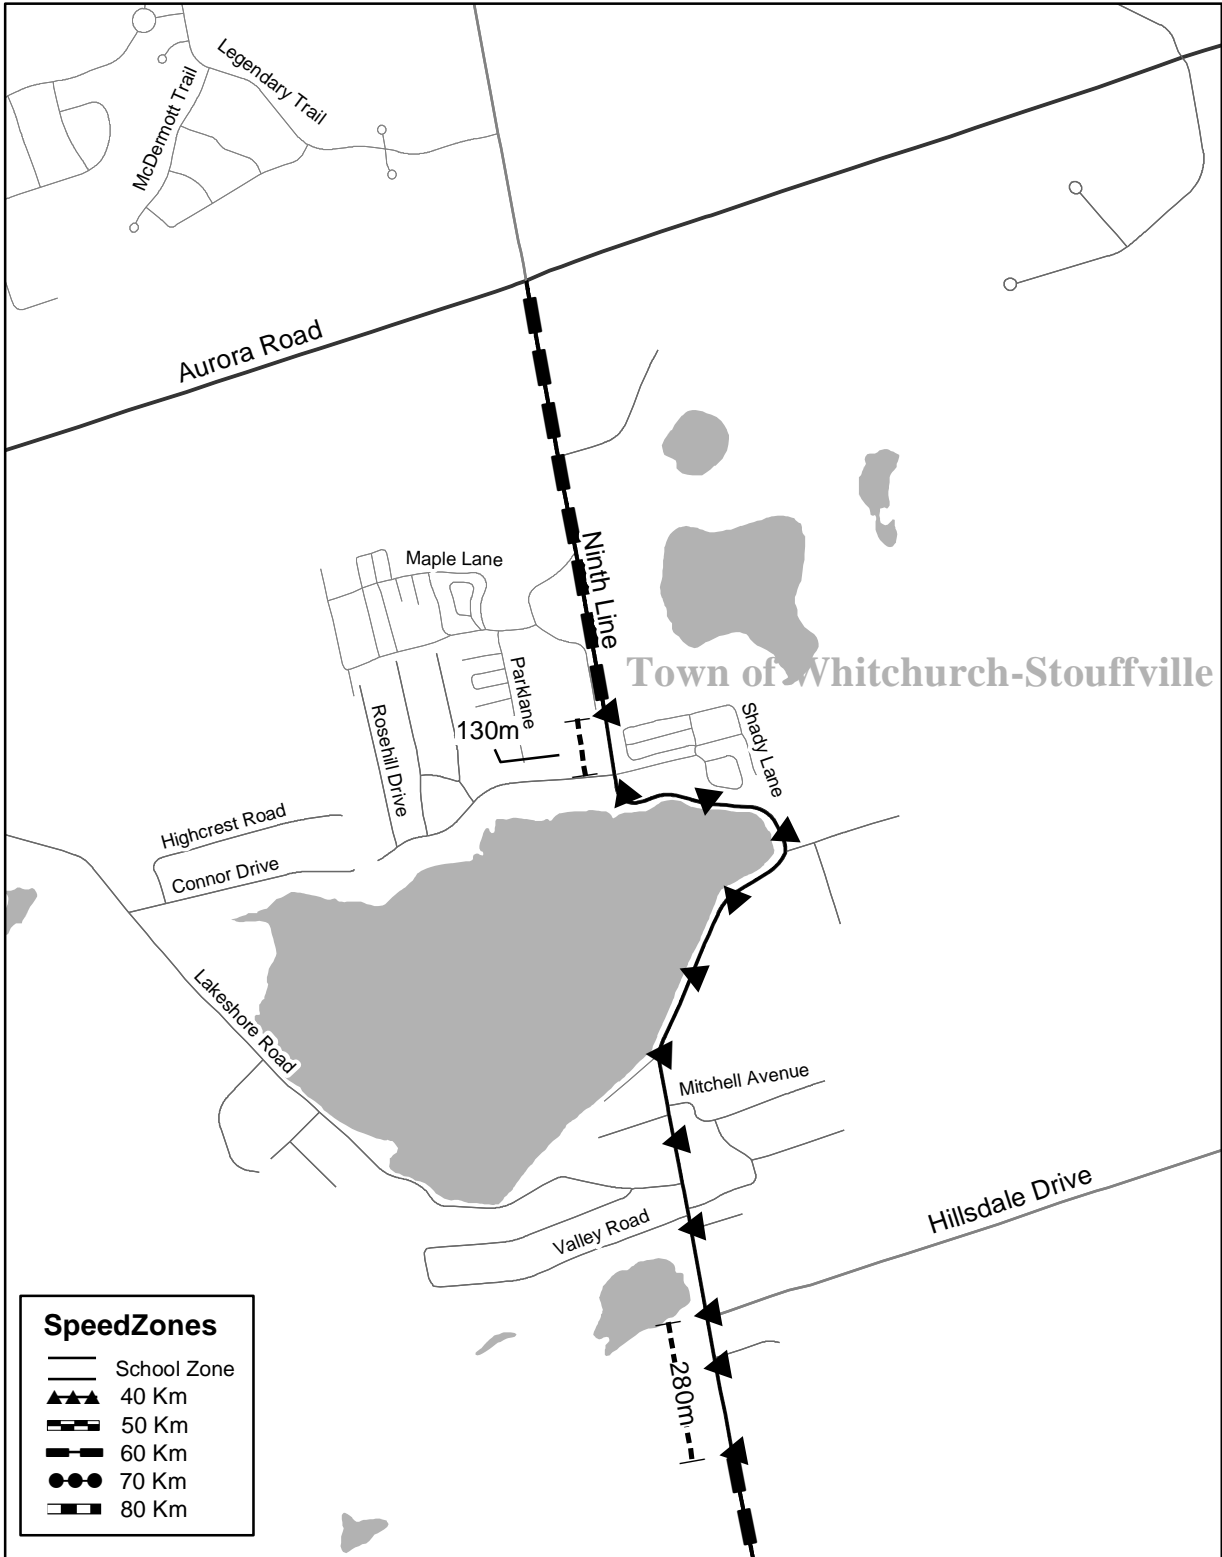 Legendary Trail
McDermott Trail
Aurora Road
Maple Lane
Ninth Line
Town of Whitchurch-Stouffville
Parklane
Shady Lane
Rosehill Drive
130m
Highcrest Road
Connor Drive
Lakeshore Road
Mitchell Avenue
Hillsdale Drive
Valley Road
280m
SpeedZones
School Zone
40 Km
50 Km
60 Km
70 Km
80 Km